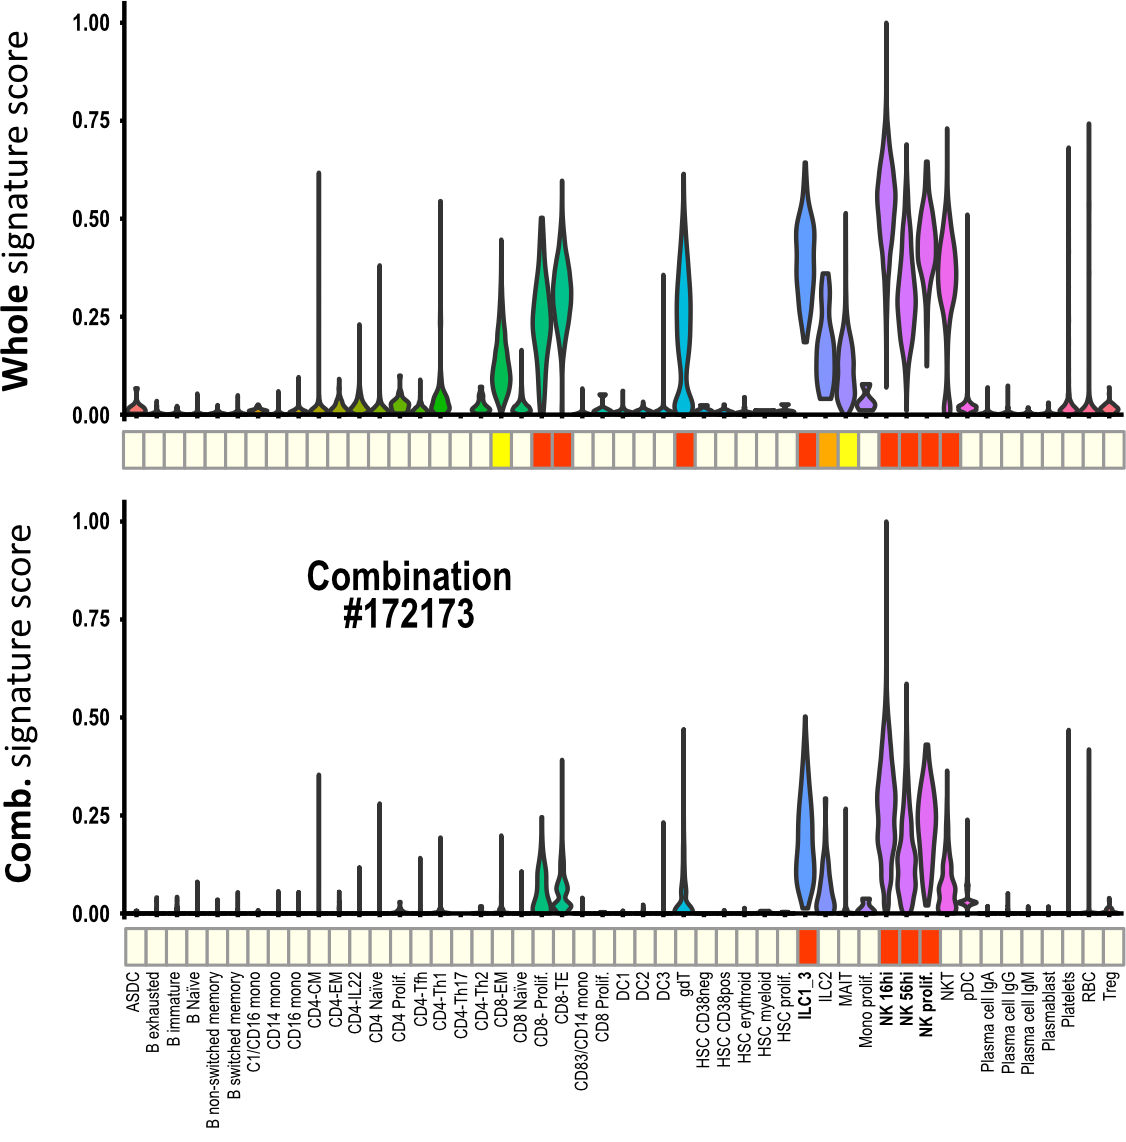 Whole signature score
1.00
0.75
0.50
0.25
0.00
Comb. signature score
1.00
0.75
0.50
0.25
0.00
Combination
#172173
ASDC
B exhausted
B immature
B Naïve
B non-switched memory
B switched memory
C1/CD16 mono
CD14 mono
CD16 mono
CD4-CM
CD4-EM
CD4-IL22
CD4 Naïve
CD4 Prolif.
CD4-Tfh
CD4-Th1
CD4-Th17
CD4-Th2
CD8-EM
CD8 Naïve
CD8- Prolif.
CD8-TE
CD83/CD14 mono
CD8 Prolif.
DC1
DC2
DC3
gdT
HSC CD38neg
HSC CD38pos
HSC erythroid
HSC myeloid
HSC prolif.
ILC1_3
ILC2
MAIT
Mono prolif.
NK 16hi
NK 56hi
NK prolif.
NKT
pDC
Plasma cell IgA
Plasma cell IgG
Plasma cell IgM
Plasmablast
Platelets
RBC
Treg